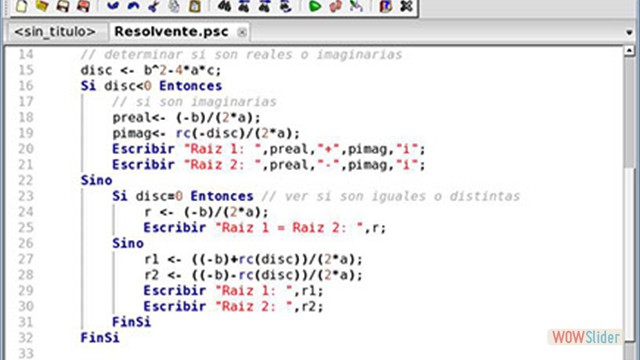 <sin_titulo> Resolvente.psc
14 // determinar si son reales o imaginarias
15 disc <- b^2-4*a*c;
16 Si disc<0 Entonces
17 // si son imaginarias
18 preal<- (-b)/(2*a);
19 pimag<- rc(-disc)/(2*a);
20 Escribir "Raiz 1: ",preal,"+",pimag,"i";
21 Escribir "Raiz 2: ",preal,"-",pimag,"i";
22 Sino
23 Si disc=0 Entonces // ver si son iguales o distintas
24 r <- (-b)/(2*a);
25 Escribir "Raiz 1 = Raiz 2: ",r;
26 Sino
27 r1 <- ((-b)+rc(disc))/(2*a);
28 r2 <- ((-b)-rc(disc))/(2*a);
29 Escribir "Raiz 1: ",r1;
30 Escribir "Raiz 2: ",r2;
31 FinSi
32 FinSi
33
WOWSlider